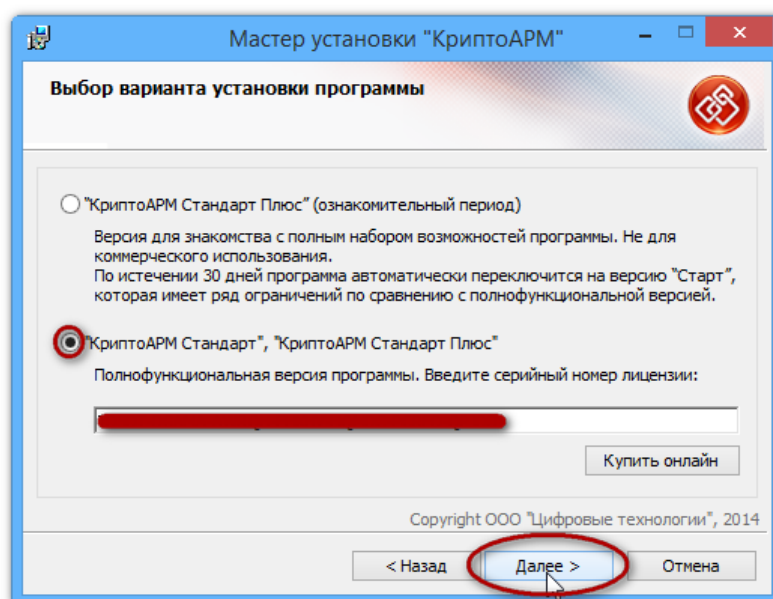 Мастер установки "КриптоАРМ"
Выбор варианта установки программы
"КриптоАРМ Стандарт Плюс" (ознакомительный период)
Версия для знакомства с полным набором возможностей программы. Не для
коммерческого использования.
По истечении 30 дней программа автоматически переключится на версию "Старт",
которая имеет ряд ограничений по сравнению с полнофункциональной версией.
"КриптоАРМ Стандарт", "КриптоАРМ Стандарт Плюс"
Полнофункциональная версия программы. Введите серийный номер лицензии:
Купить онлайн
Copyright ООО "Цифровые технологии", 2014
< Назад Далее > Отмена